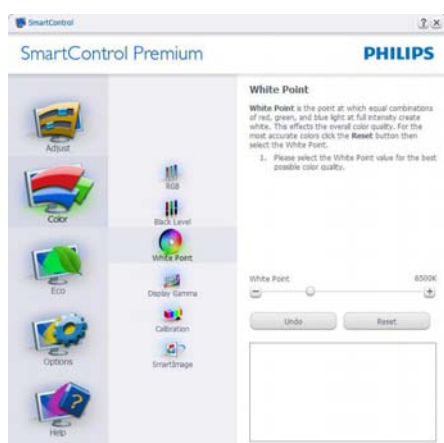 SmartControl
SmartControl Premium
PHILIPS
Adjust
Color
Eco
Options
Help
RGB
Black Level
White Point
Display Gamma
Calibration
SmartImage
White Point
White Point is the point at which equal combinations
of red, green, and blue light at full intensity create
white. This effects the overall color quality. For the
most accurate colors click the Reset button then
select the White Point.
1. Please select the White Point value for the best
possible color quality.
White Point 6500K
Undo Reset